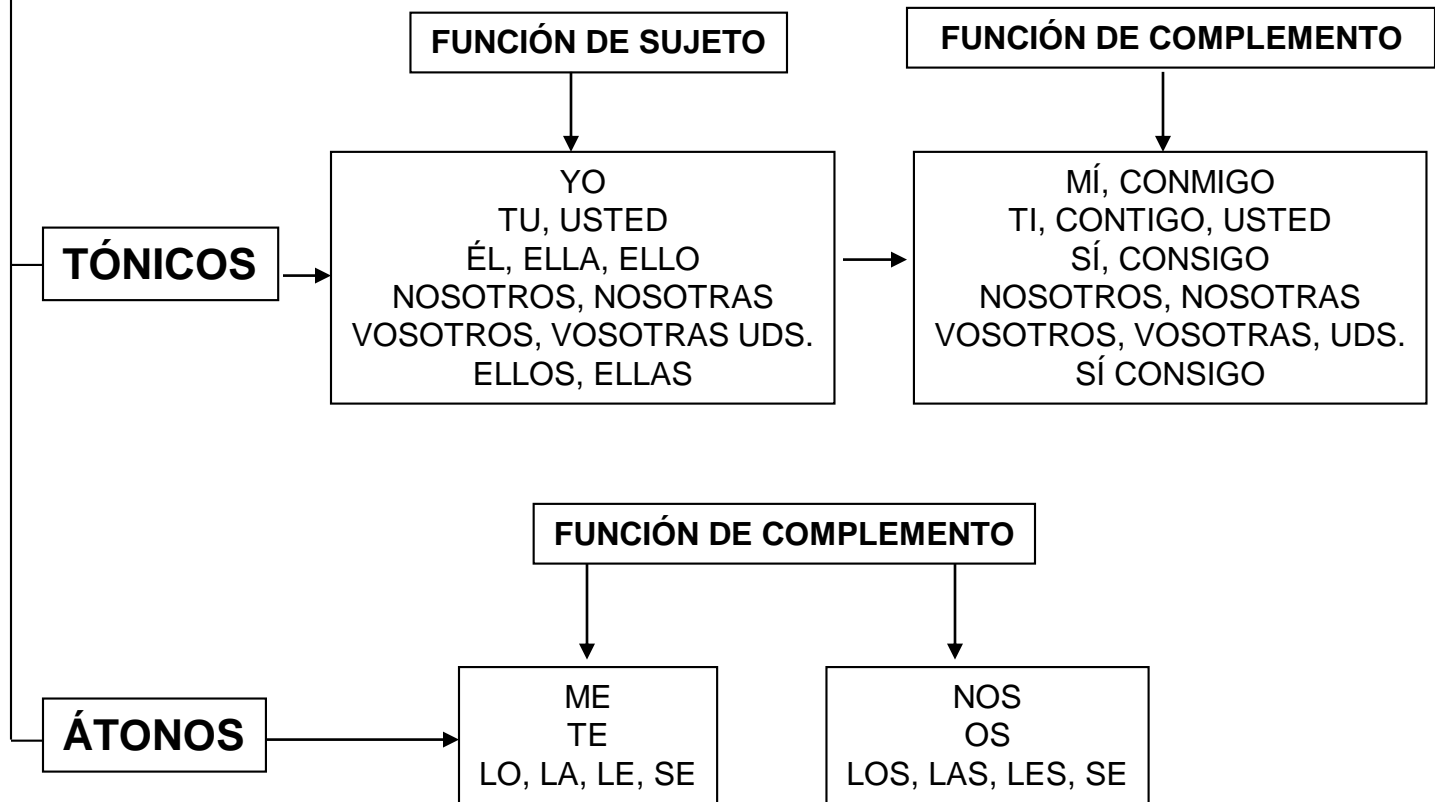 FUNCIÓN DE SUJETO
FUNCIÓN DE COMPLEMENTO
TÓNICOS
YO
TU, USTED
ÉL, ELLA, ELLO
NOSOTROS, NOSOTRAS
VOSOTROS, VOSOTRAS UDS.
ELLOS, ELLAS
MÍ, CONMIGO
TI, CONTIGO, USTED
SÍ, CONSIGO
NOSOTROS, NOSOTRAS
VOSOTROS, VOSOTRAS, UDS.
SÍ CONSIGO
FUNCIÓN DE COMPLEMENTO
ÁTONOS
ME
TE
LO, LA, LE, SE
NOS
OS
LOS, LAS, LES, SE